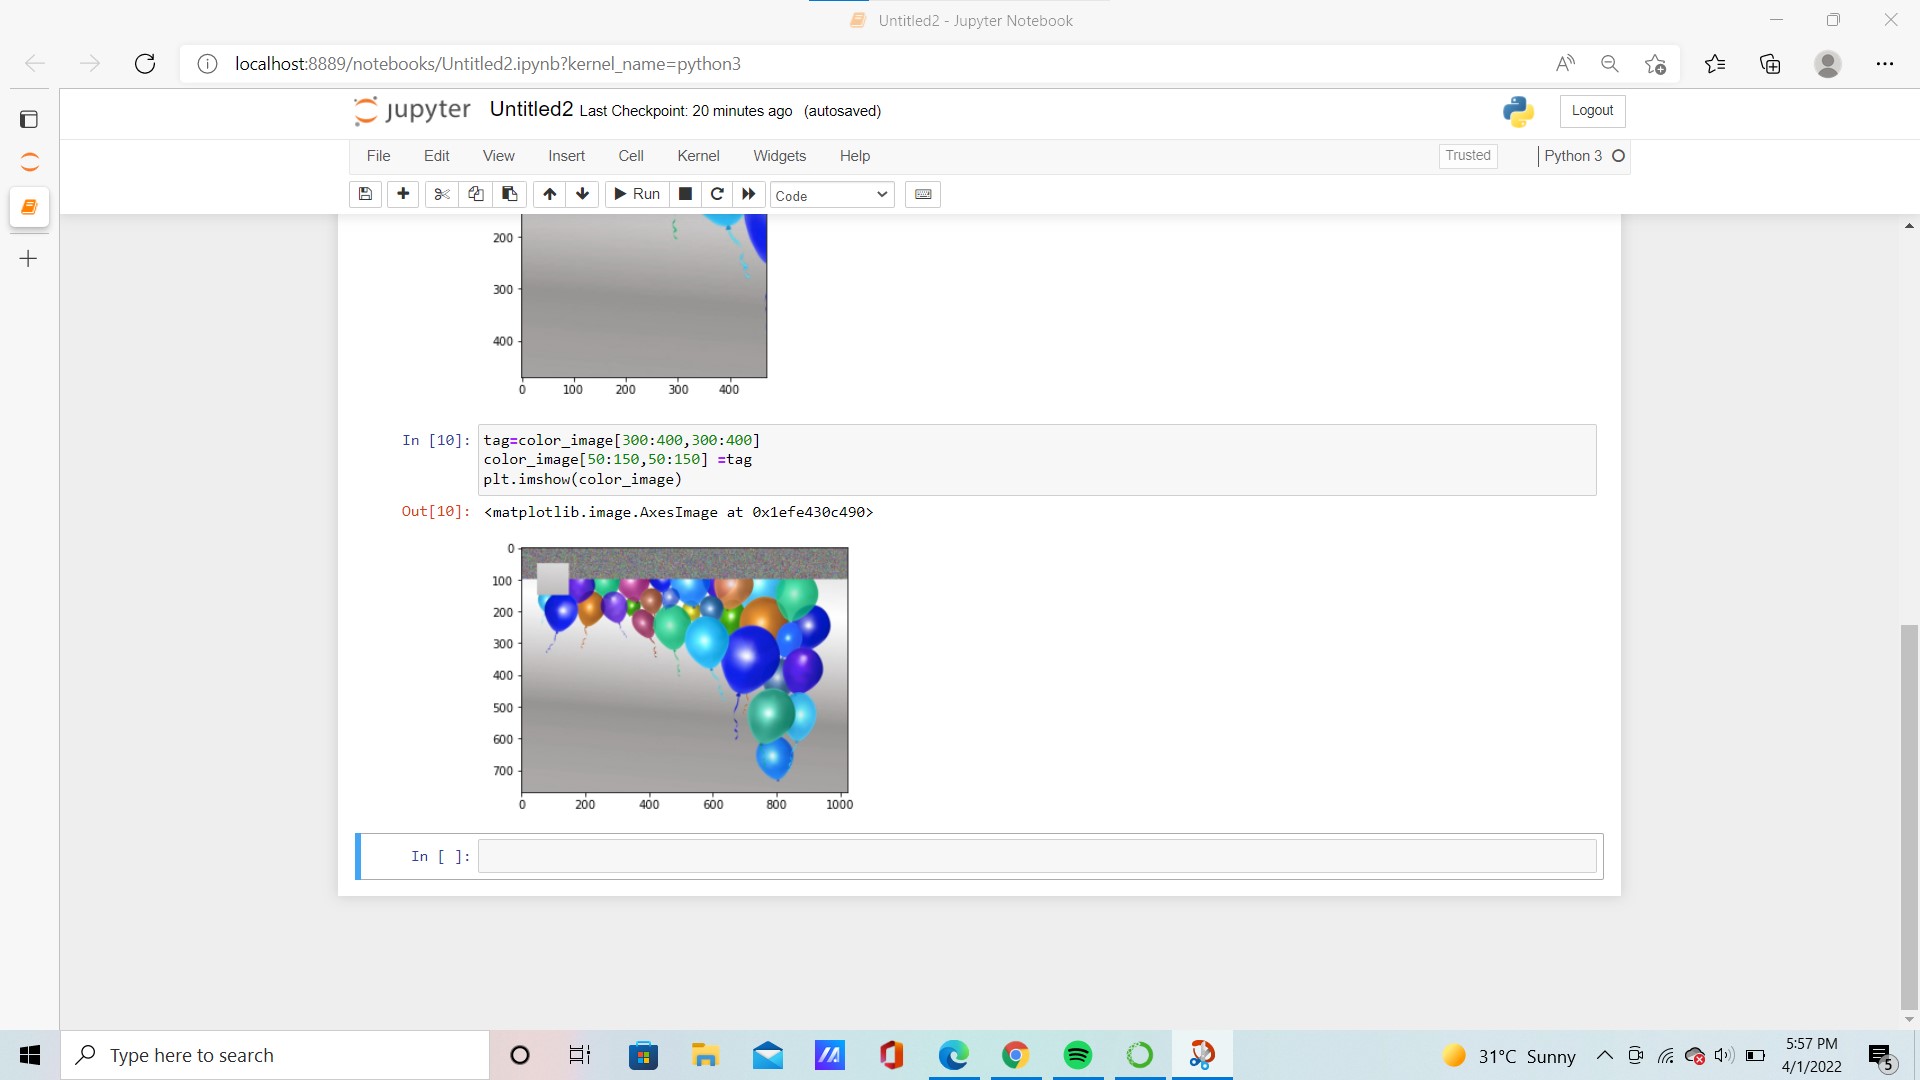 Untitled2 - Jupyter Notebook
localhost:8889/notebooks/Untitled2.ipynb?kernel_name=python3
jupyter Untitled2 Last Checkpoint: 20 minutes ago (autosaved)
Logout
File Edit View Insert Cell Kernel Widgets Help
Trusted
Python 3
Run
Code
200
300
400
0 100 200 300 400
In [10]:
tag=color_image[300:400,300:400]
color_image[50:150,50:150] =tag
plt.imshow(color_image)
Out[10]: <matplotlib.image.AxesImage at 0x1efe430c490>
0
100
200
300
400
500
600
700
0 200 400 600 800 1000
In [ ]:
Type here to search
31°C Sunny
5:57 PM
4/1/2022
5